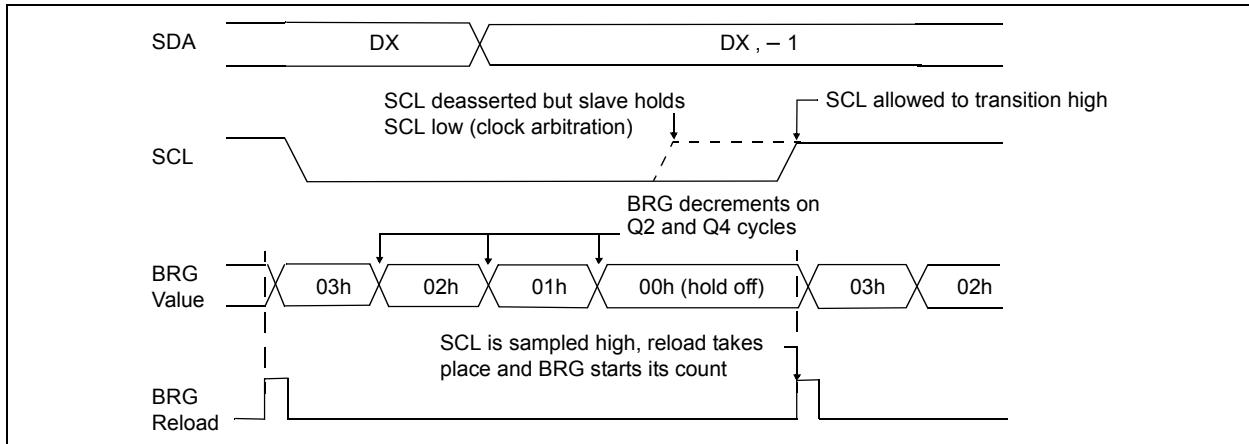 SDA
DX
DX , – 1
SCL deasserted but slave holds
SCL low (clock arbitration)
SCL allowed to transition high
SCL
BRG decrements on
Q2 and Q4 cycles
BRG
Value
03h
02h
01h
00h (hold off)
03h
02h
SCL is sampled high, reload takes
place and BRG starts its count
BRG
Reload